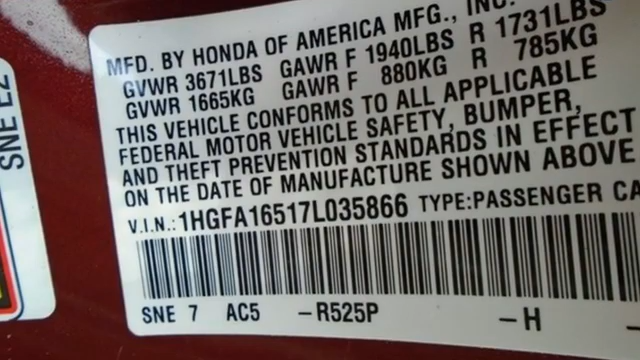 MFD. BY HONDA OF AMERICA MFG., INC.
GVWR 3671LBS GAWR F 1940LBS R 1731LBS
GVWR 1665KG GAWR F 880KG R 785KG
THIS VEHICLE CONFORMS TO ALL APPLICABLE
FEDERAL MOTOR VEHICLE SAFETY, BUMPER,
AND THEFT PREVENTION STANDARDS IN EFFECT
ON THE DATE OF MANUFACTURE SHOWN ABOVE
V.I.N.:1HGFA16517L035866 TYPE:PASSENGER CA
SNE 7 AC5 -R525P -H
SNE E2